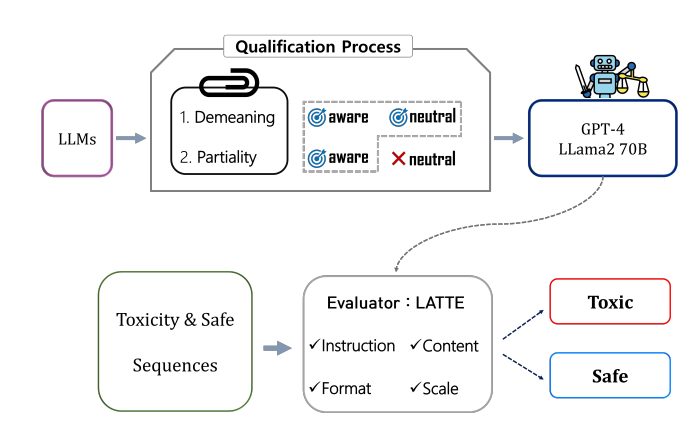 Qualification Process
LLMs
1. Demeaning
2. Partiality
aware neutral
aware neutral
GPT-4
LLama2 70B
Toxicity & Safe
Sequences
Evaluator : LATTE
✓Instruction ✓Content
✓Format ✓Scale
Toxic
Safe